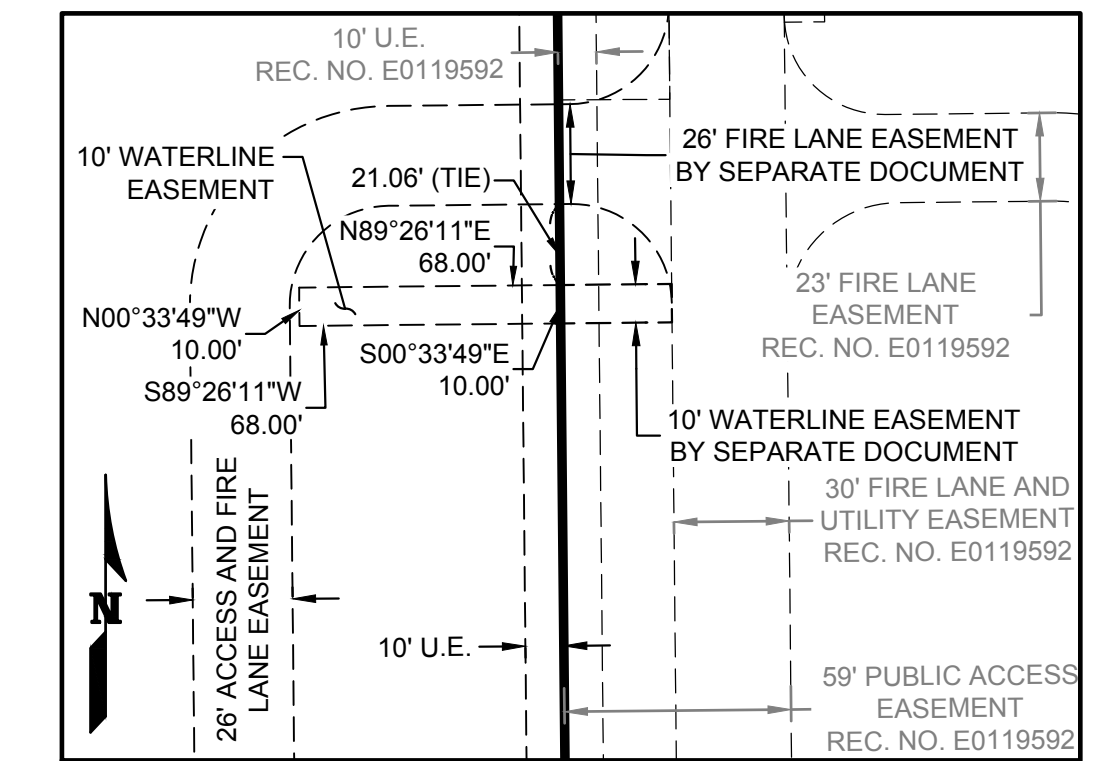 10' U.E.
REC. NO. E0119592
10' WATERLINE
EASEMENT
21.06' (TIE)
26' FIRE LANE EASEMENT
BY SEPARATE DOCUMENT
N89°26'11"E
68.00'
23' FIRE LANE
EASEMENT
REC. NO. E0119592
N00°33'49"W
10.00'
S00°33'49"E
10.00'
S89°26'11"W
68.00'
10' WATERLINE EASEMENT
BY SEPARATE DOCUMENT
26' ACCESS AND FIRE
LANE EASEMENT
30' FIRE LANE AND
UTILITY EASEMENT
REC. NO. E0119592
N
10' U.E.
59' PUBLIC ACCESS
EASEMENT
REC. NO. E0119592